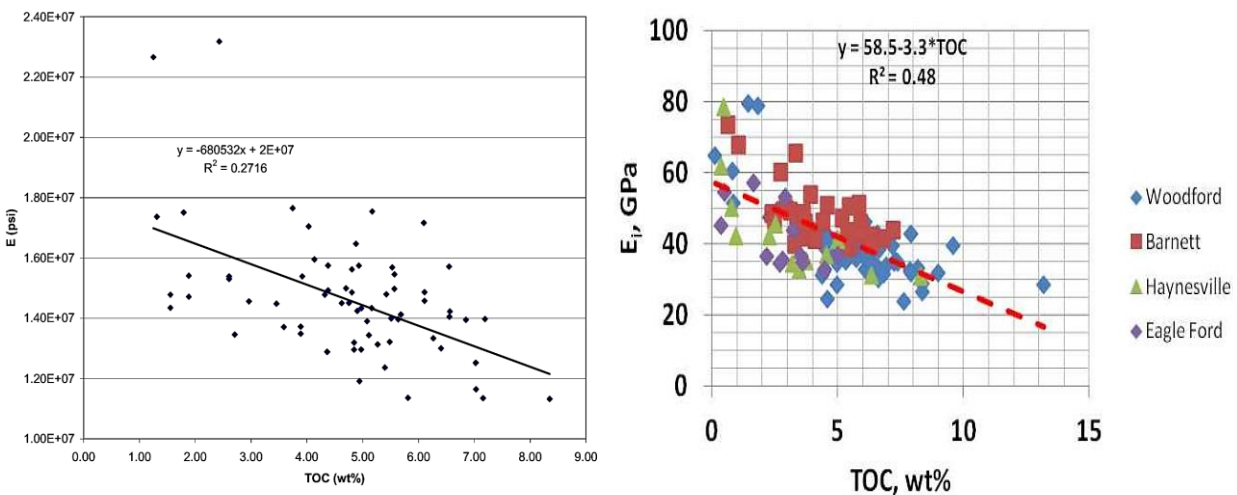 2.40E+07
2.20E+07
2.00E+07
1.80E+07
1.60E+07
1.40E+07
1.20E+07
1.00E+07
E (psi)
y = -680532x + 2E+07
R² = 0.2716
0.00 1.00 2.00 3.00 4.00 5.00 6.00 7.00 8.00 9.00
TOC (wt%)
y = 58.5-3.3*TOC
R² = 0.48
100
80
60
40
20
0
Eᵢ, GPa
0 5 10 15
TOC, wt%
Woodford
Barnett
Haynesville
Eagle Ford